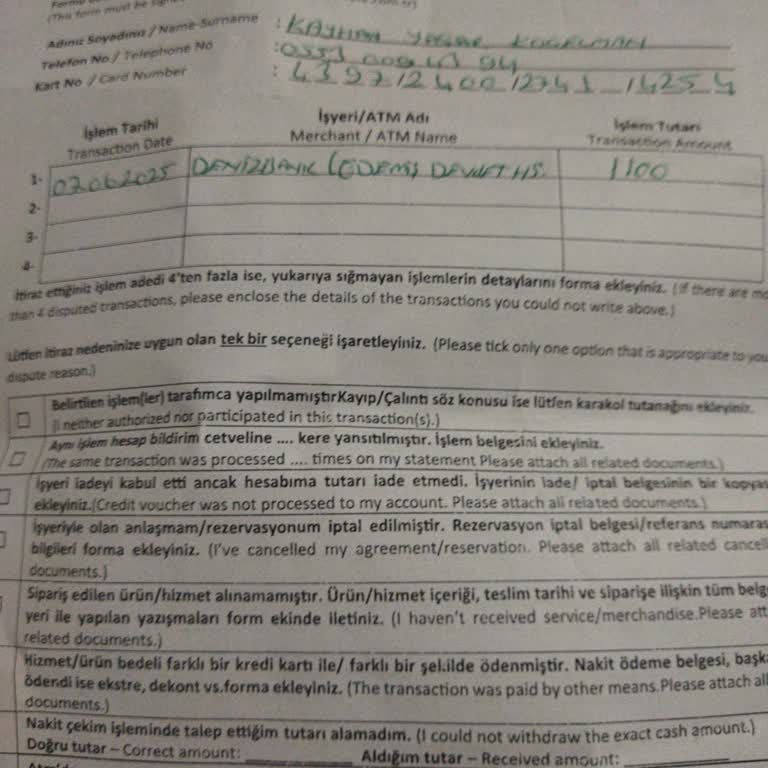 (This form must be
Adınız Soyadınız / Name-Surname : KAYHAN YAŞAR
Telefon No / Telephone No : 0553 009
Kart No / Card Number :
İşlem Tarihi İşyeri/ATM Adı İşlem Tutarı
Transaction Date Merchant / ATM Name Transaction Amount
1- 07.06.2025 DENİZBANK (ÖDEMİŞ DEVLET HS. 1100
2-
3-
4-
İtiraz ettiğiniz işlem adedi 4'ten fazla ise, yukarıya sığmayan işlemlerin detaylarını forma ekleyiniz. (If there are mo
than 4 disputed transactions, please enclose the details of the transactions you could not write above.)
Lütfen itiraz nedeninize uygun olan tek bir seçeneği işaretleyiniz. (Please tick only one option that is appropriate to you
dispute reason.)
Belirtilen işlem(ler) tarafımca yapılmamıştırKayıp/Çalıntı söz konusu ise lütfen karakol tutanağını ekleyiniz.
(I neither authorized nor participated in this transaction(s).)
Aynı işlem hesap bildirim cetveline .... kere yansıtılmıştır. İşlem belgesini ekleyiniz.
(The same transaction was processed .... times on my statement Please attach all related documents.)
İşyeri iadeyi kabul etti ancak hesabıma tutarı iade etmedi. İşyerinin iade/ iptal belgesinin bir kopyas
ekleyiniz.(Credit voucher was not processed to my account. Please attach all related documents.)
İşyeriyle olan anlaşmam/rezervasyonum iptal edilmiştir. Rezervasyon iptal belgesi/referans numaras
bilgileri forma ekleyiniz. (I've cancelled my agreement/reservation. Please attach all related cancell
documents.)
Sipariş edilen ürün/hizmet alınamamıştır. Ürün/hizmet içeriği, teslim tarihi ve siparişe ilişkin tüm belg
yeri ile yapılan yazışmaları form ekinde iletiniz. (I haven't received service/merchandise.Please att
related documents.)
Hizmet/ürün bedeli farklı bir kredi kartı ile/ farklı bir şekilde ödenmiştir. Nakit ödeme belgesi, başka
ödendi ise ekstre, dekont vs.forma ekleyiniz. (The transaction was paid by other means.Please attach all
documents.)
Nakit çekim işleminde talep ettiğim tutarı alamadım. (I could not withdraw the exact cash amount.)
Doğru tutar – Correct amount: ________ Aldığım tutar – Received amount: ________